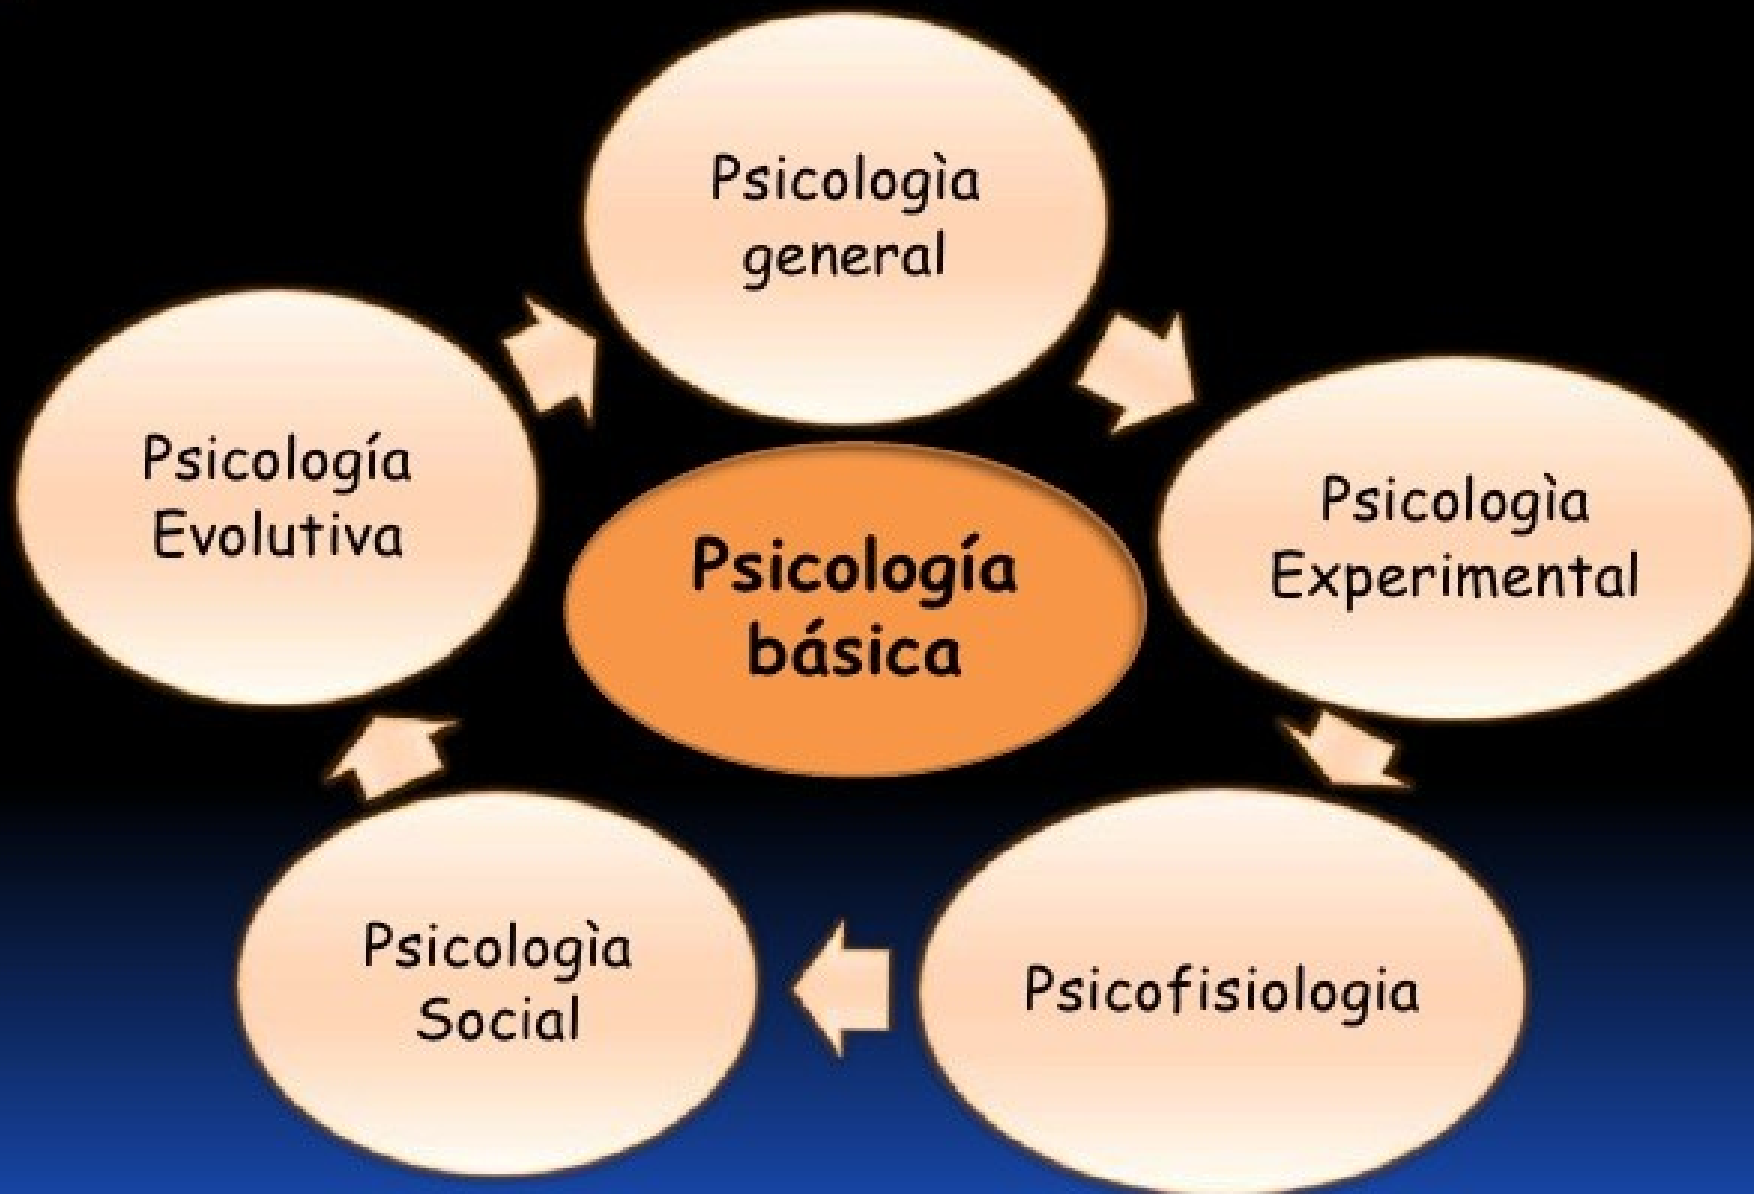 Psicologìa
general
Psicología
Evolutiva
Psicologìa
Experimental
Psicología
básica
Psicologìa
Social
Psicofisiologia